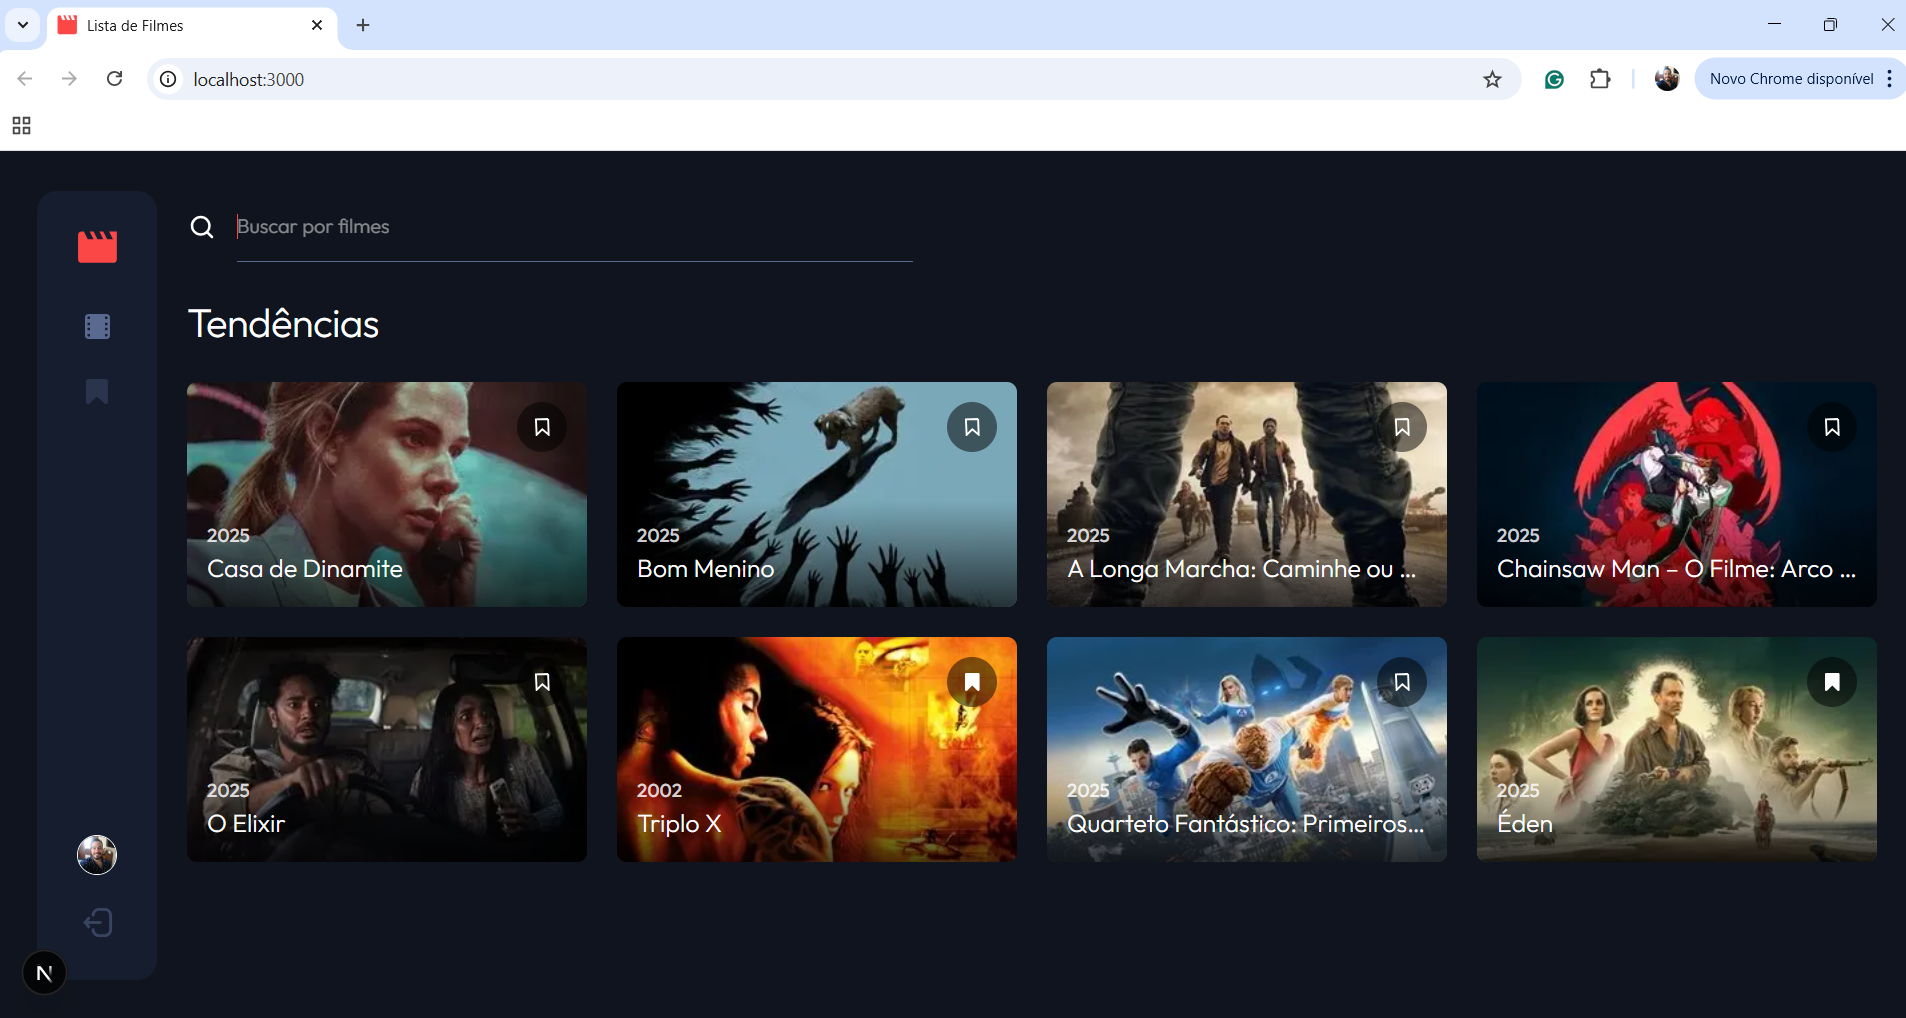 Lista de Filmes
localhost:3000
Novo Chrome disponível
Buscar por filmes
Tendências
2025
Casa de Dinamite
2025
Bom Menino
2025
A Longa Marcha: Caminhe ou ...
2025
Chainsaw Man – O Filme: Arco ...
2025
O Elixir
2002
Triplo X
2025
Quarteto Fantástico: Primeiros...
2025
Éden
N